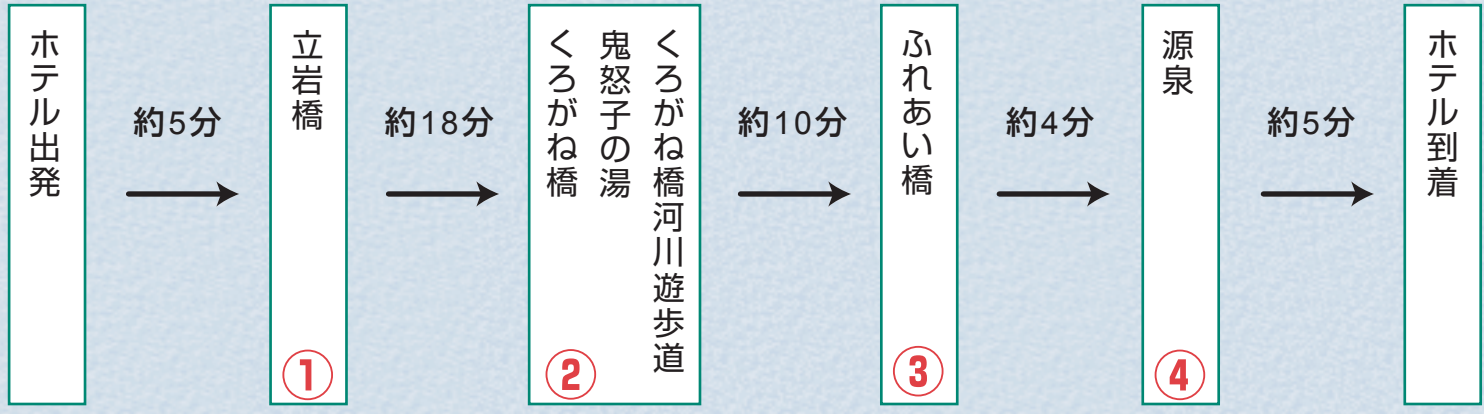 ホテル出発
約5分
立岩橋
①
約18分
くろがね橋河川遊歩道
鬼怒子の湯
くろがね橋
②
約10分
ふれあい橋
③
約4分
源泉
④
約5分
ホテル到着